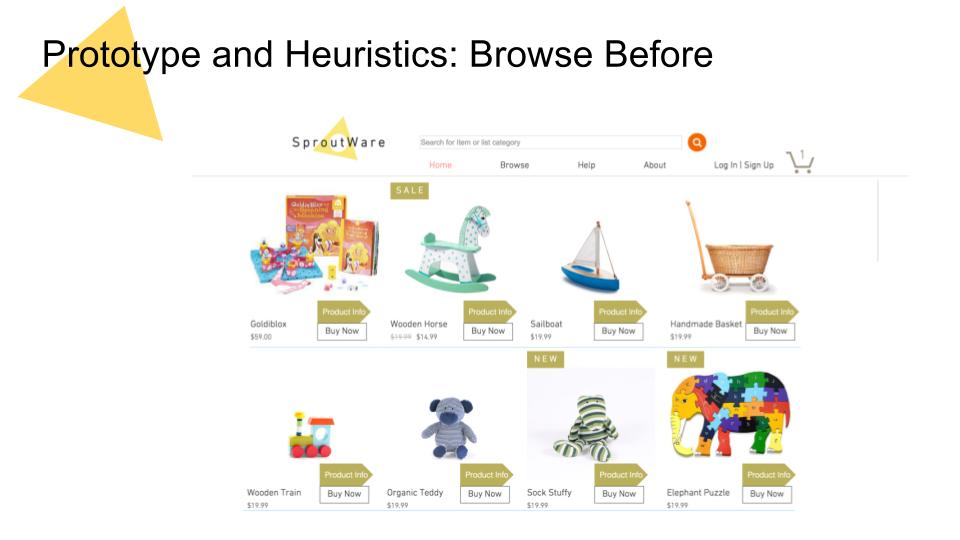 Prototype and Heuristics: Browse Before
SproutWare
Search for item or list category
Home Browse Help About Log In | Sign Up 1
SALE
Goldiblox
$59.00
Product Info
Buy Now
Wooden Horse
$19.99 $14.99
Product Info
Buy Now
Sailboat
$19.99
Product Info
Buy Now
Handmade Basket
$19.99
Product Info
Buy Now
NEW
NEW
Wooden Train
$19.99
Product Info
Buy Now
Organic Teddy
$19.99
Product Info
Buy Now
Sock Stuffy
$19.99
Product Info
Buy Now
Elephant Puzzle
$19.99
Product Info
Buy Now